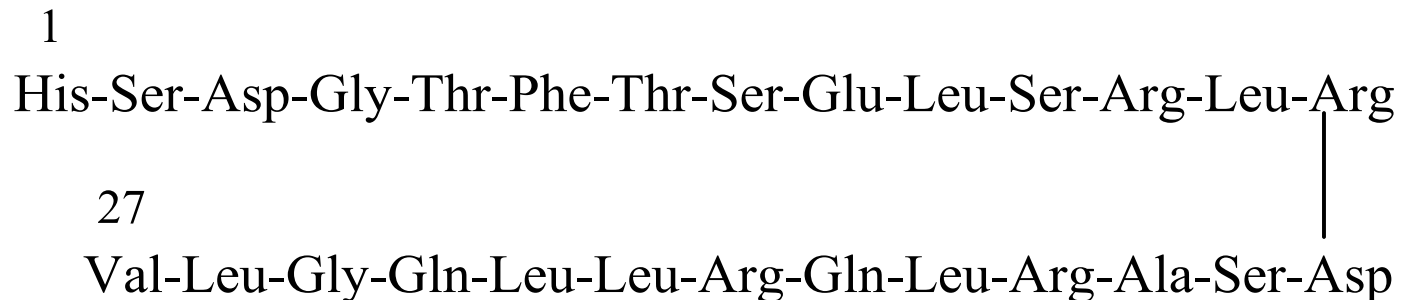 1
His-Ser-Asp-Gly-Thr-Phe-Thr-Ser-Glu-Leu-Ser-Arg-Leu-Arg
27
Val-Leu-Gly-Gln-Leu-Leu-Arg-Gln-Leu-Arg-Ala-Ser-Asp